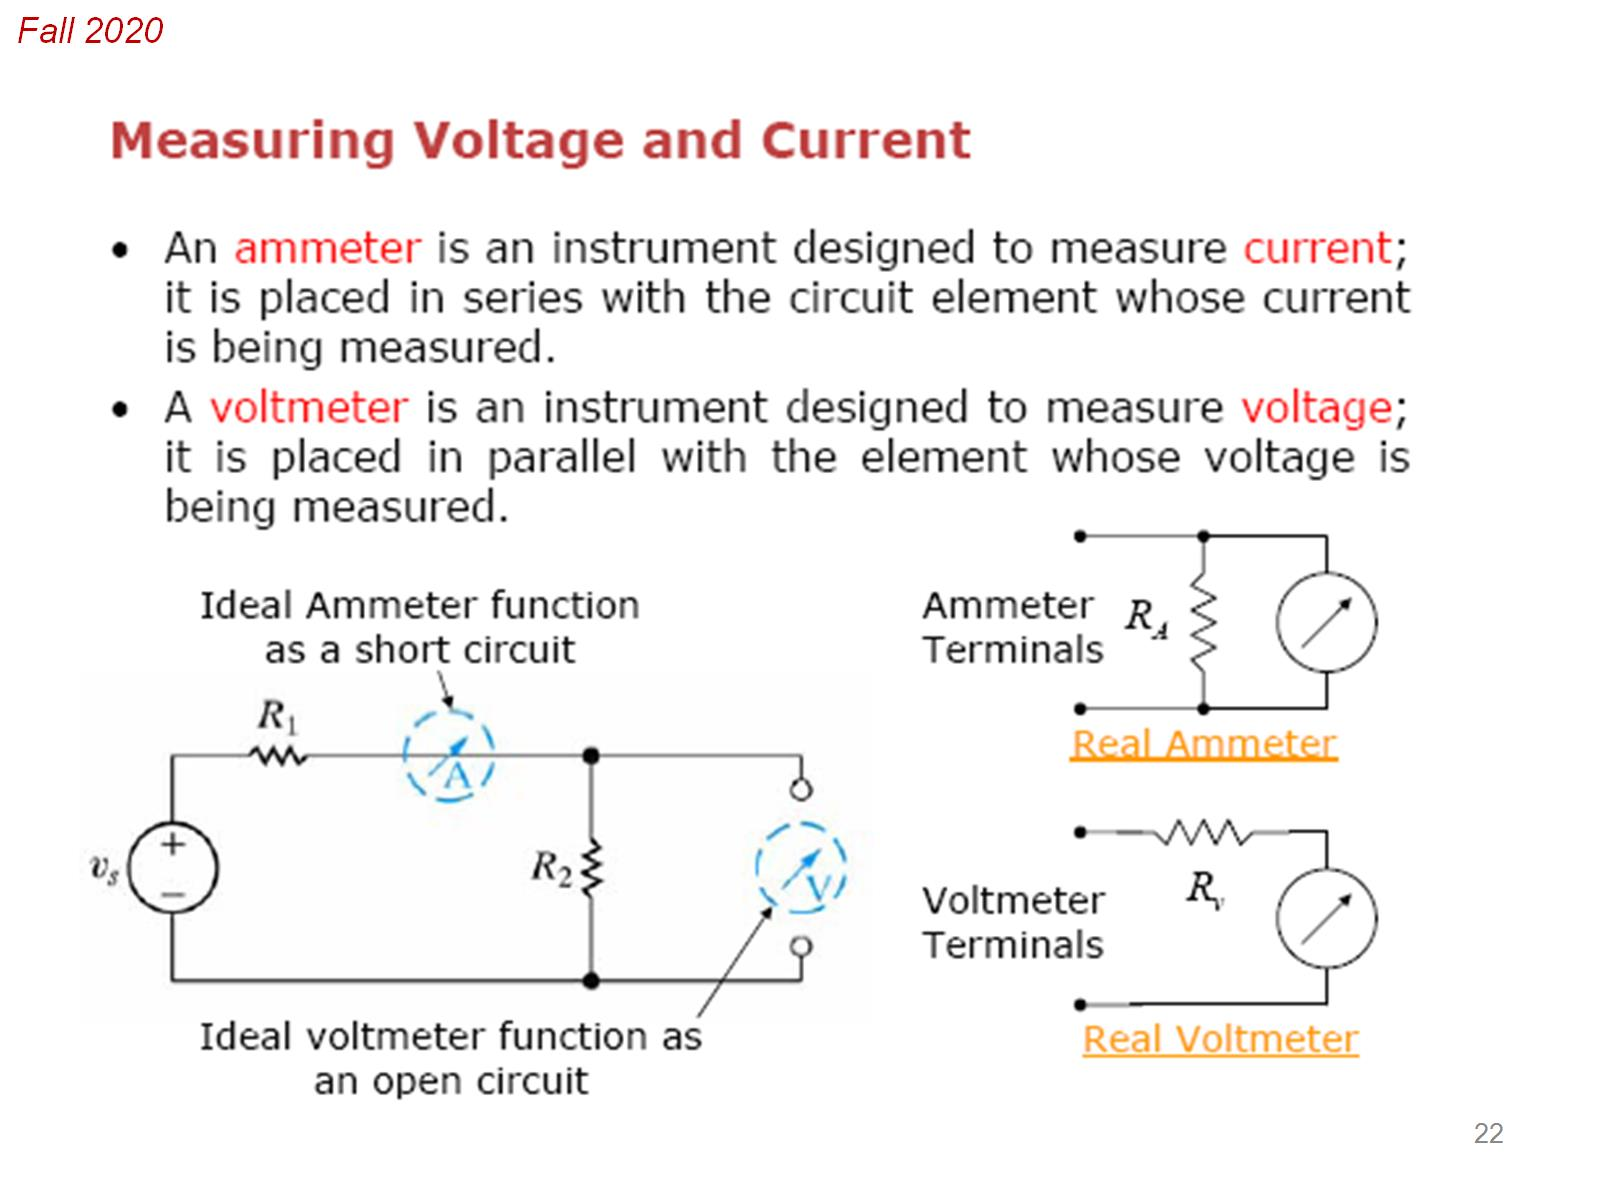 Fall 2020
Measuring Voltage and Current
• An ammeter is an instrument designed to measure current;
it is placed in series with the circuit element whose current
is being measured.
• A voltmeter is an instrument designed to measure voltage;
it is placed in parallel with the element whose voltage is
being measured.
Ideal Ammeter function
as a short circuit
R1
A
vs
+
−
R2
V
Ideal voltmeter function as
an open circuit
Ammeter
Terminals
RA
Real Ammeter
Voltmeter
Terminals
Rv
Real Voltmeter
22